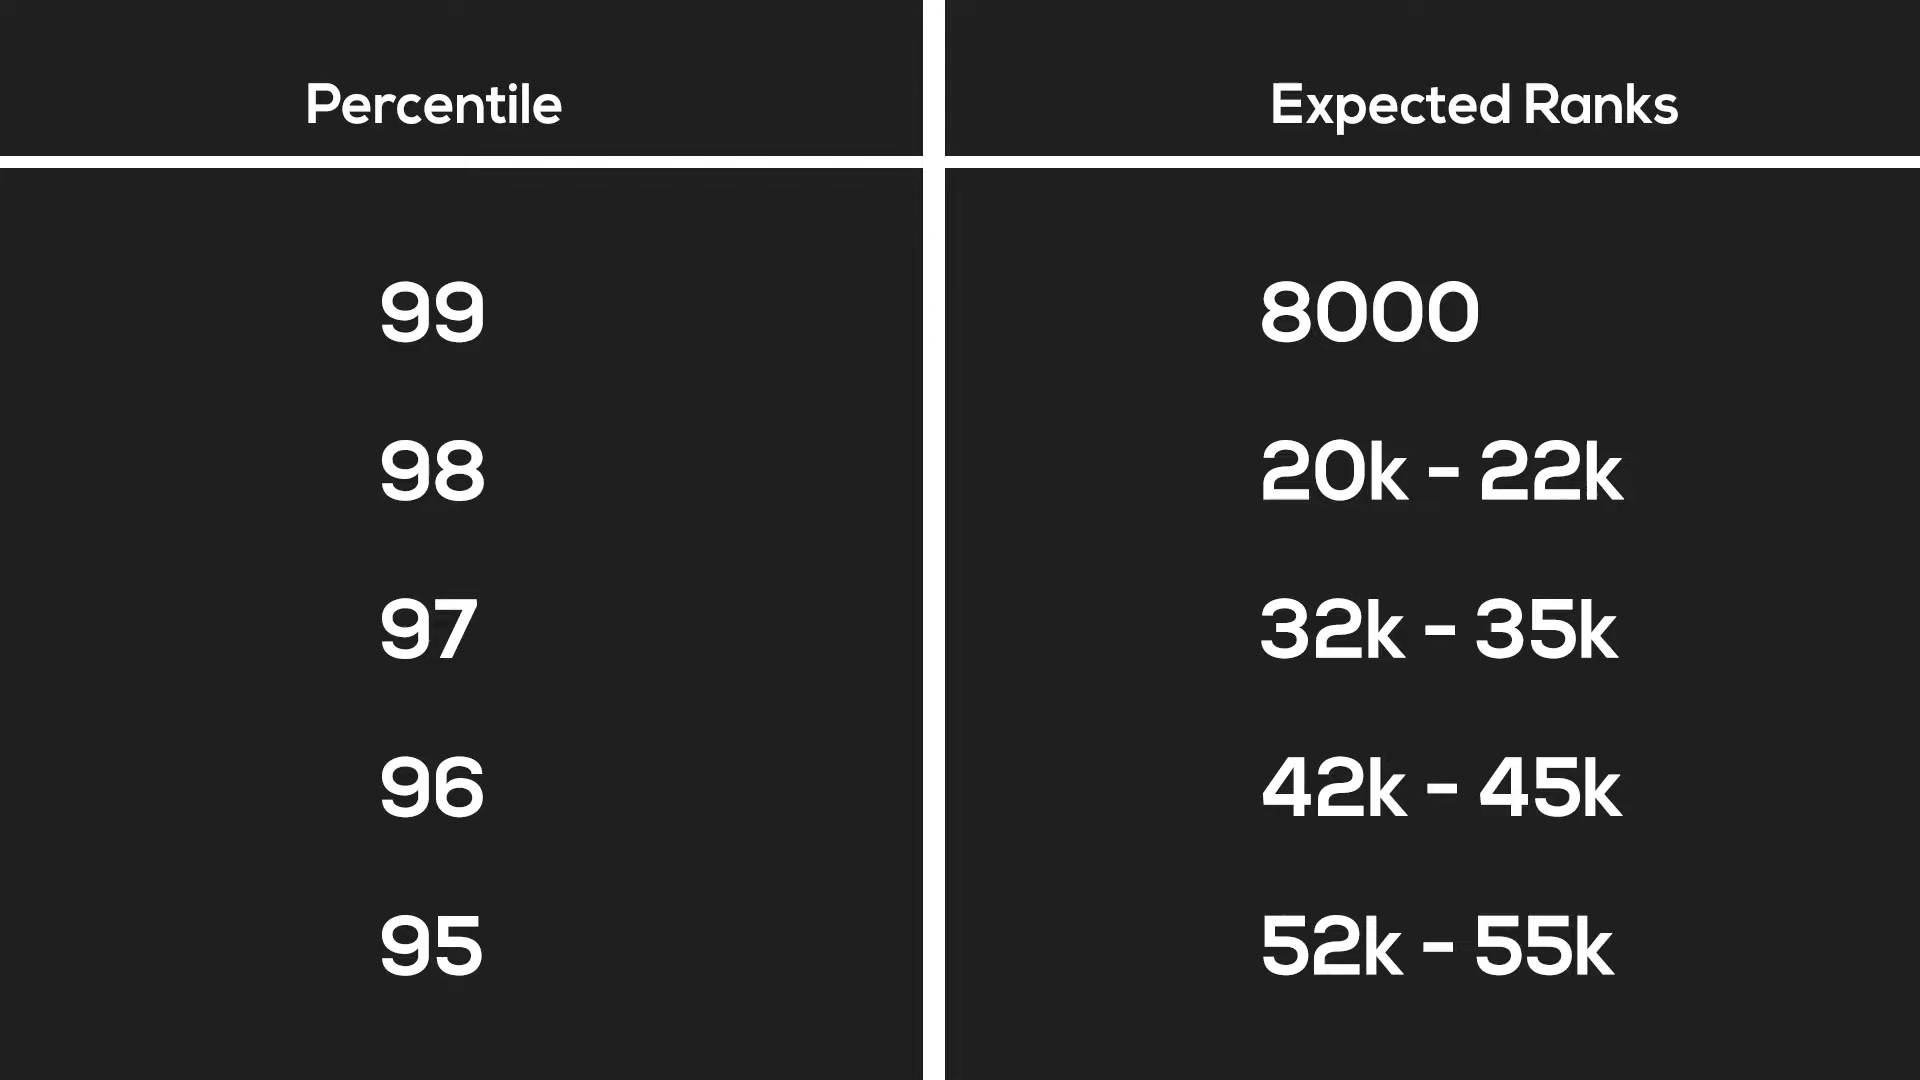 Percentile Expected Ranks
99 8000
98 20k - 22k
97 32k - 35k
96 42k - 45k
95 52k - 55k